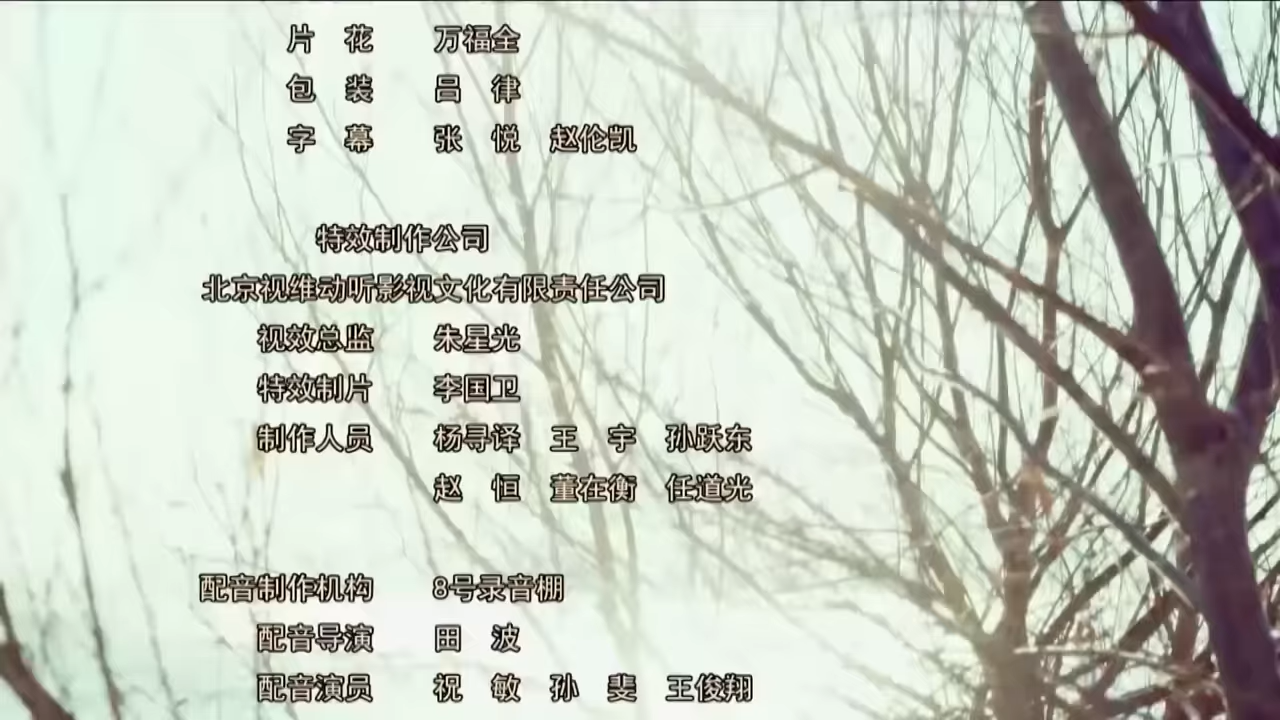 片 花 万福全
包 装 吕 律
字 幕 张 悦 赵伦凯
特效制作公司
北京视维动听影视文化有限责任公司
视效总监 朱星光
特效制片 李国卫
制作人员 杨寻译 王 宇 孙跃东
赵 恒 董在衡 任道光
配音制作机构 8号录音棚
配音导演 田 波
配音演员 祝 敏 孙 斐 王俊翔